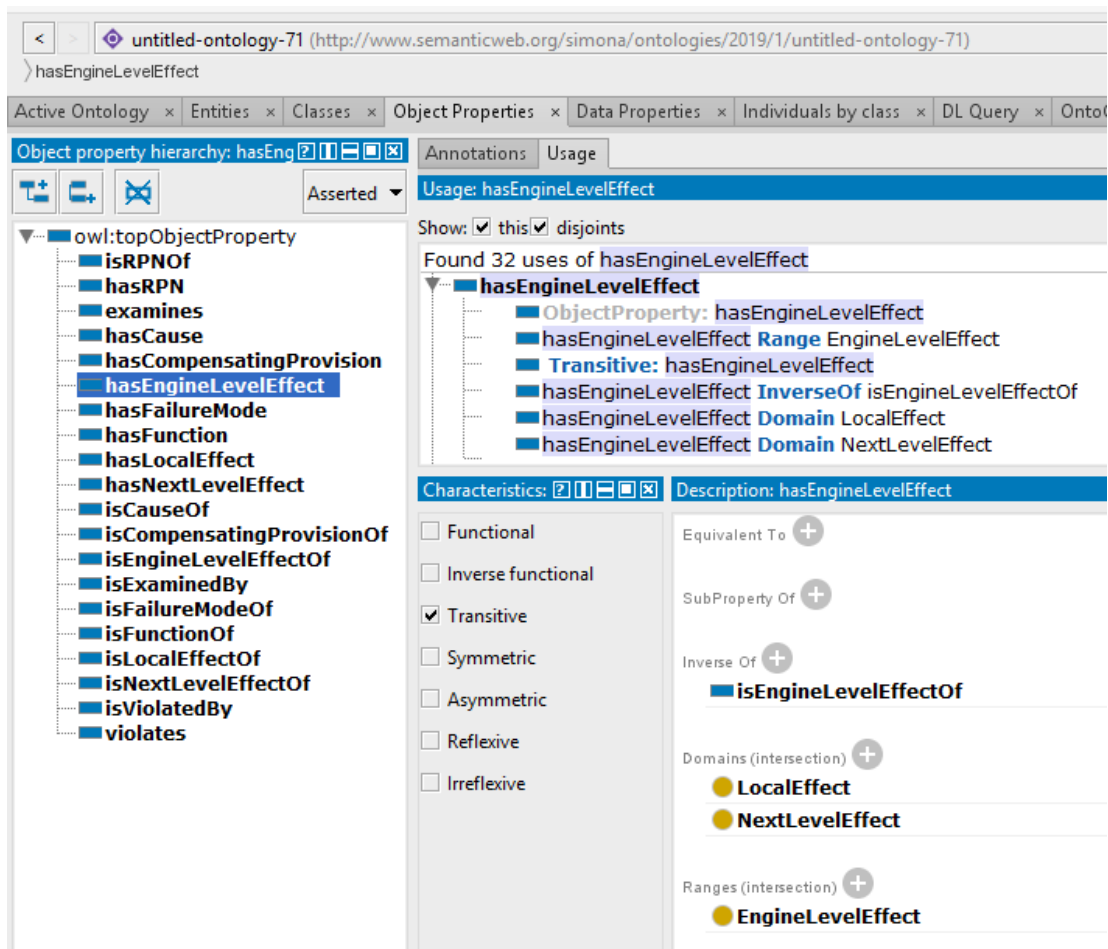 < > untitled-ontology-71 (http://www.semanticweb.org/simona/ontologies/2019/1/untitled-ontology-71)
hasEngineLevelEffect
Active Ontology × Entities × Classes × Object Properties × Data Properties × Individuals by class × DL Query ×
Object property hierarchy: hasEng
Asserted
owl:topObjectProperty
isRPNOf
hasRPN
examines
hasCause
hasCompensatingProvision
hasEngineLevelEffect
hasFailureMode
hasFunction
hasLocalEffect
hasNextLevelEffect
isCauseOf
isCompensatingProvisionOf
isEngineLevelEffectOf
isExaminedBy
isFailureModeOf
isFunctionOf
isLocalEffectOf
isNextLevelEffectOf
isViolatedBy
violates
Annotations Usage
Usage: hasEngineLevelEffect
Show: this disjoints
Found 32 uses of hasEngineLevelEffect
hasEngineLevelEffect
ObjectProperty: hasEngineLevelEffect
hasEngineLevelEffect Range EngineLevelEffect
Transitive: hasEngineLevelEffect
hasEngineLevelEffect InverseOf isEngineLevelEffectOf
hasEngineLevelEffect Domain LocalEffect
hasEngineLevelEffect Domain NextLevelEffect
Characteristics:
Functional
Inverse functional
Transitive
Symmetric
Asymmetric
Reflexive
Irreflexive
Description: hasEngineLevelEffect
Equivalent To
SubProperty Of
Inverse Of
isEngineLevelEffectOf
Domains (intersection)
LocalEffect
NextLevelEffect
Ranges (intersection)
EngineLevelEffect